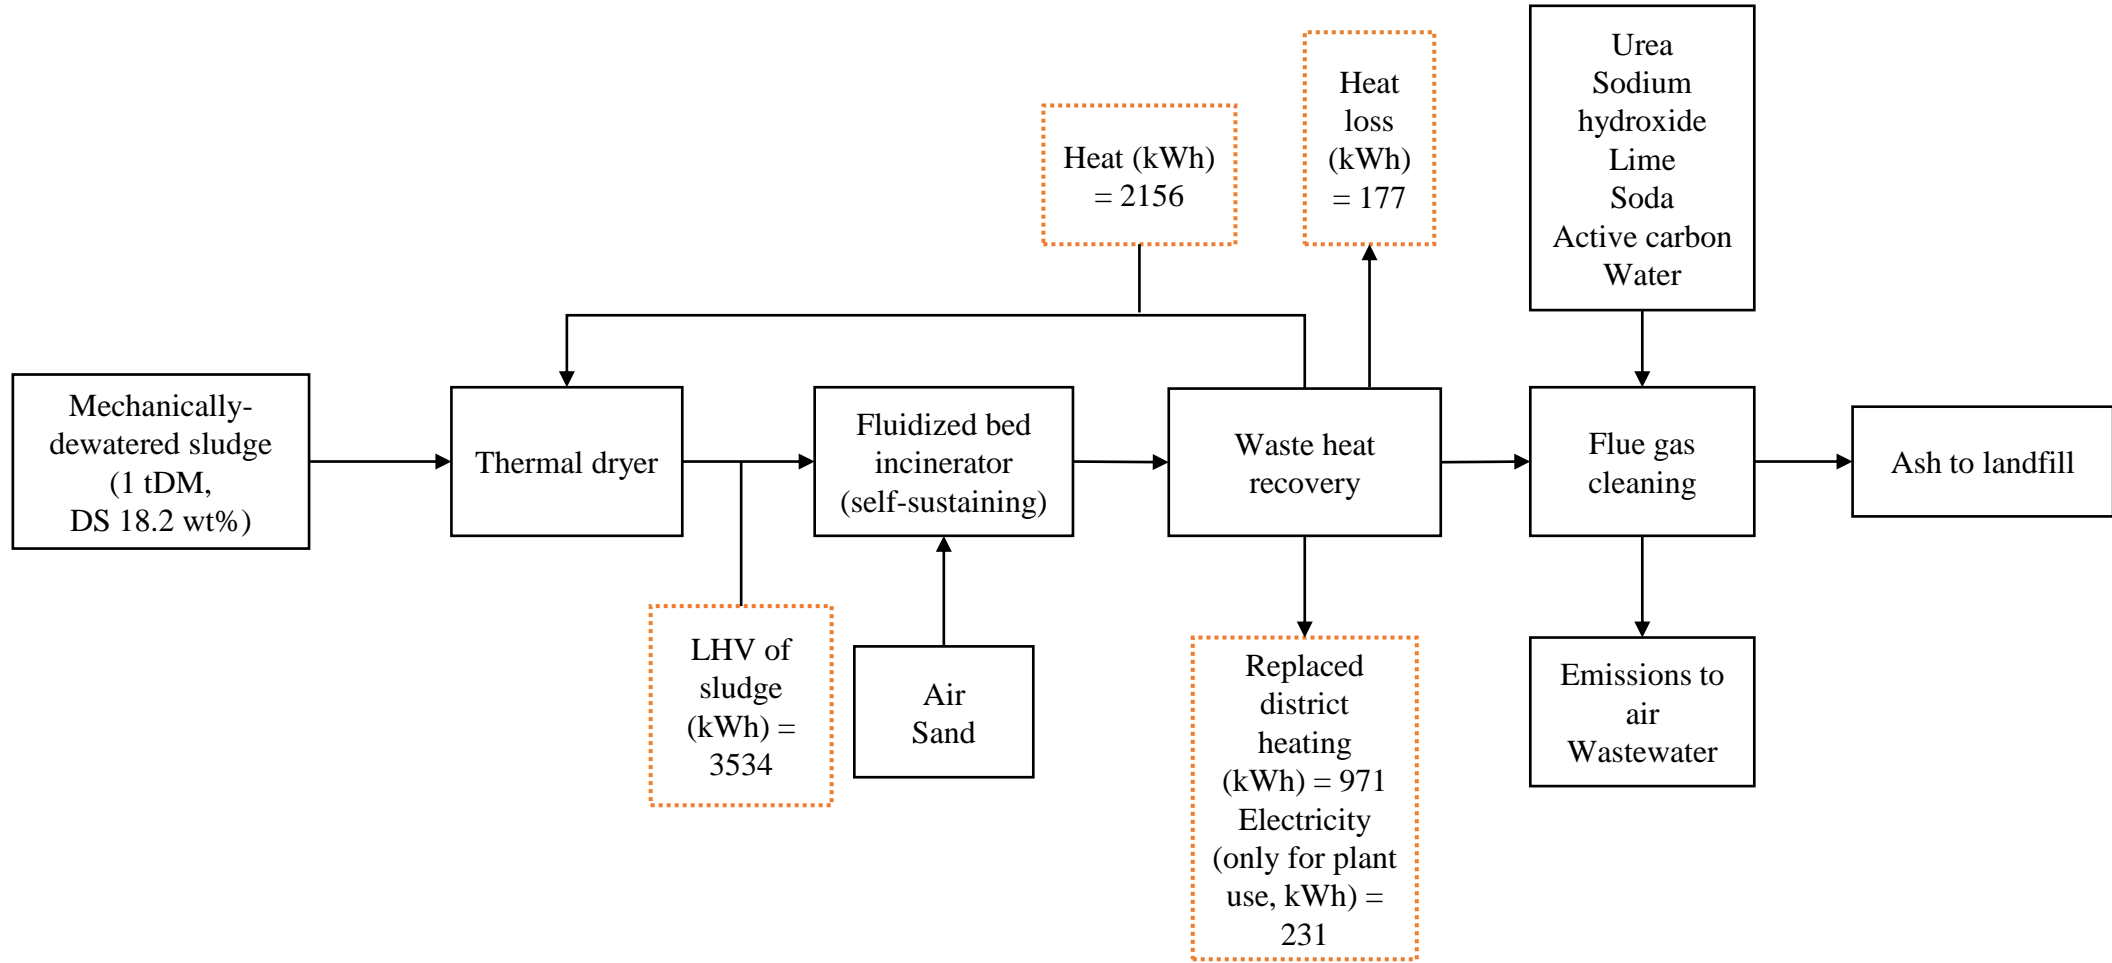 Urea
Sodium
hydroxide
Lime
Soda
Active carbon
Water
Heat
loss
(kWh)
= 177
Heat (kWh)
= 2156
Mechanically-
dewatered sludge
(1 tDM,
DS 18.2 wt%)
Thermal dryer
Fluidized bed
incinerator
(self-sustaining)
Waste heat
recovery
Flue gas
cleaning
Ash to landfill
LHV of
sludge
(kWh) =
3534
Air
Sand
Replaced
district
heating
(kWh) = 971
Electricity
(only for plant
use, kWh) =
231
Emissions to
air
Wastewater